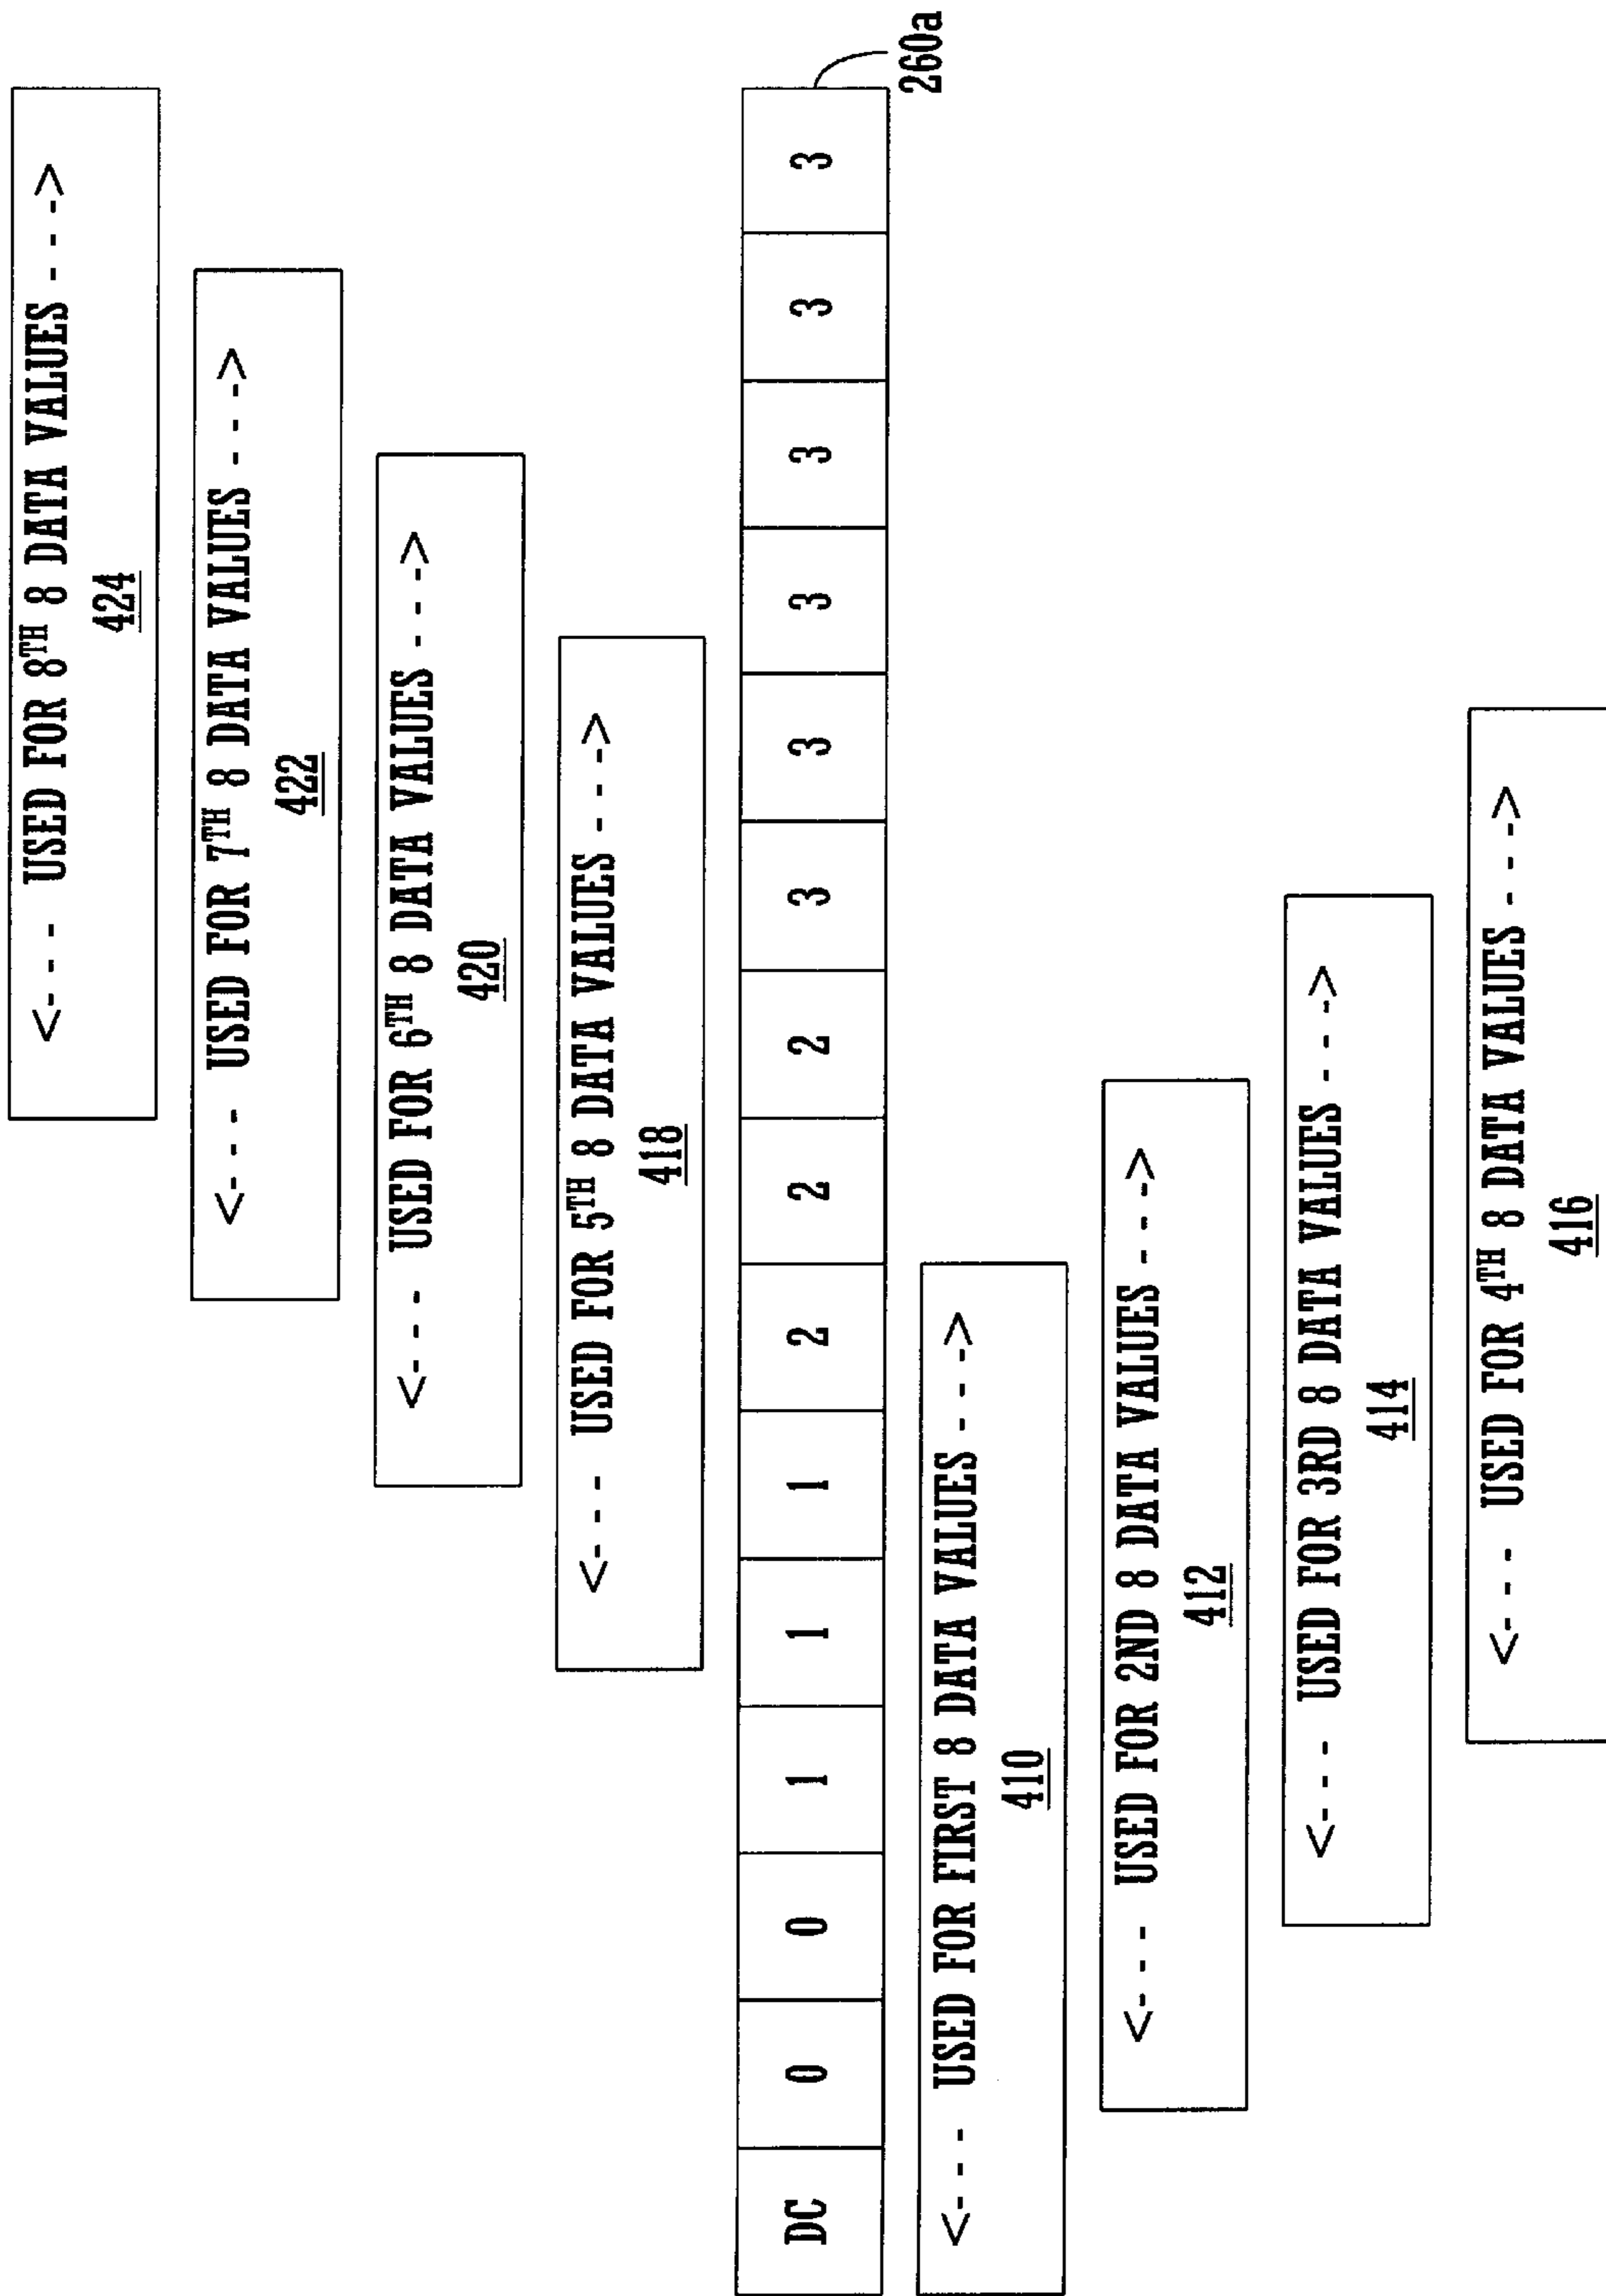 <--- USED FOR 8TH 8 DATA VALUES ---->
424
<--- USED FOR 7TH 8 DATA VALUES ---->
422
<--- USED FOR 6TH 8 DATA VALUES ---->
420
<--- USED FOR 5TH 8 DATA VALUES ---->
418
DC 0 0 1 1 1 2 2 2 3 3 3 3 3 3
260a
<--- USED FOR FIRST 8 DATA VALUES ---->
410
<--- USED FOR 2ND 8 DATA VALUES ---->
412
<--- USED FOR 3RD 8 DATA VALUES ---->
414
<--- USED FOR 4TH 8 DATA VALUES ---->
416